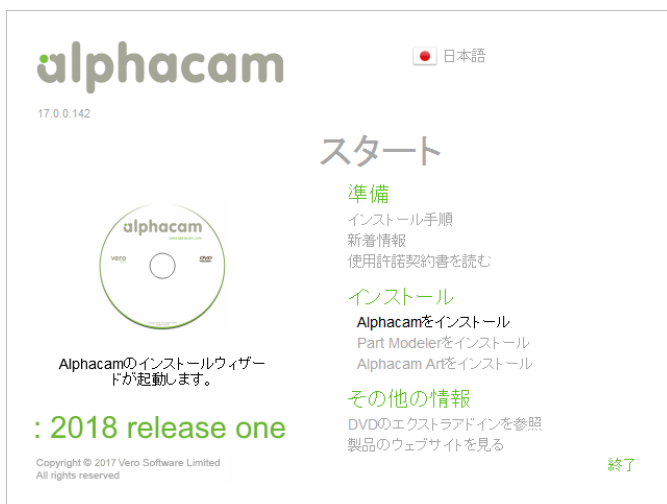 alphacam
日本語
17.0.0.142
スタート
準備
インストール手順
新着情報
使用許諾契約書を読む
alphacam
www.alphacam.com
vero
DVD
インストール
Alphacamをインストール
Part Modelerをインストール
Alphacam Artをインストール
Alphacamのインストールウィザー
ドが起動します。
その他の情報
DVDのエクストラアドインを参照
製品のウェブサイトを見る
: 2018 release one
Copyright © 2017 Vero Software Limited
All rights reserved
終了